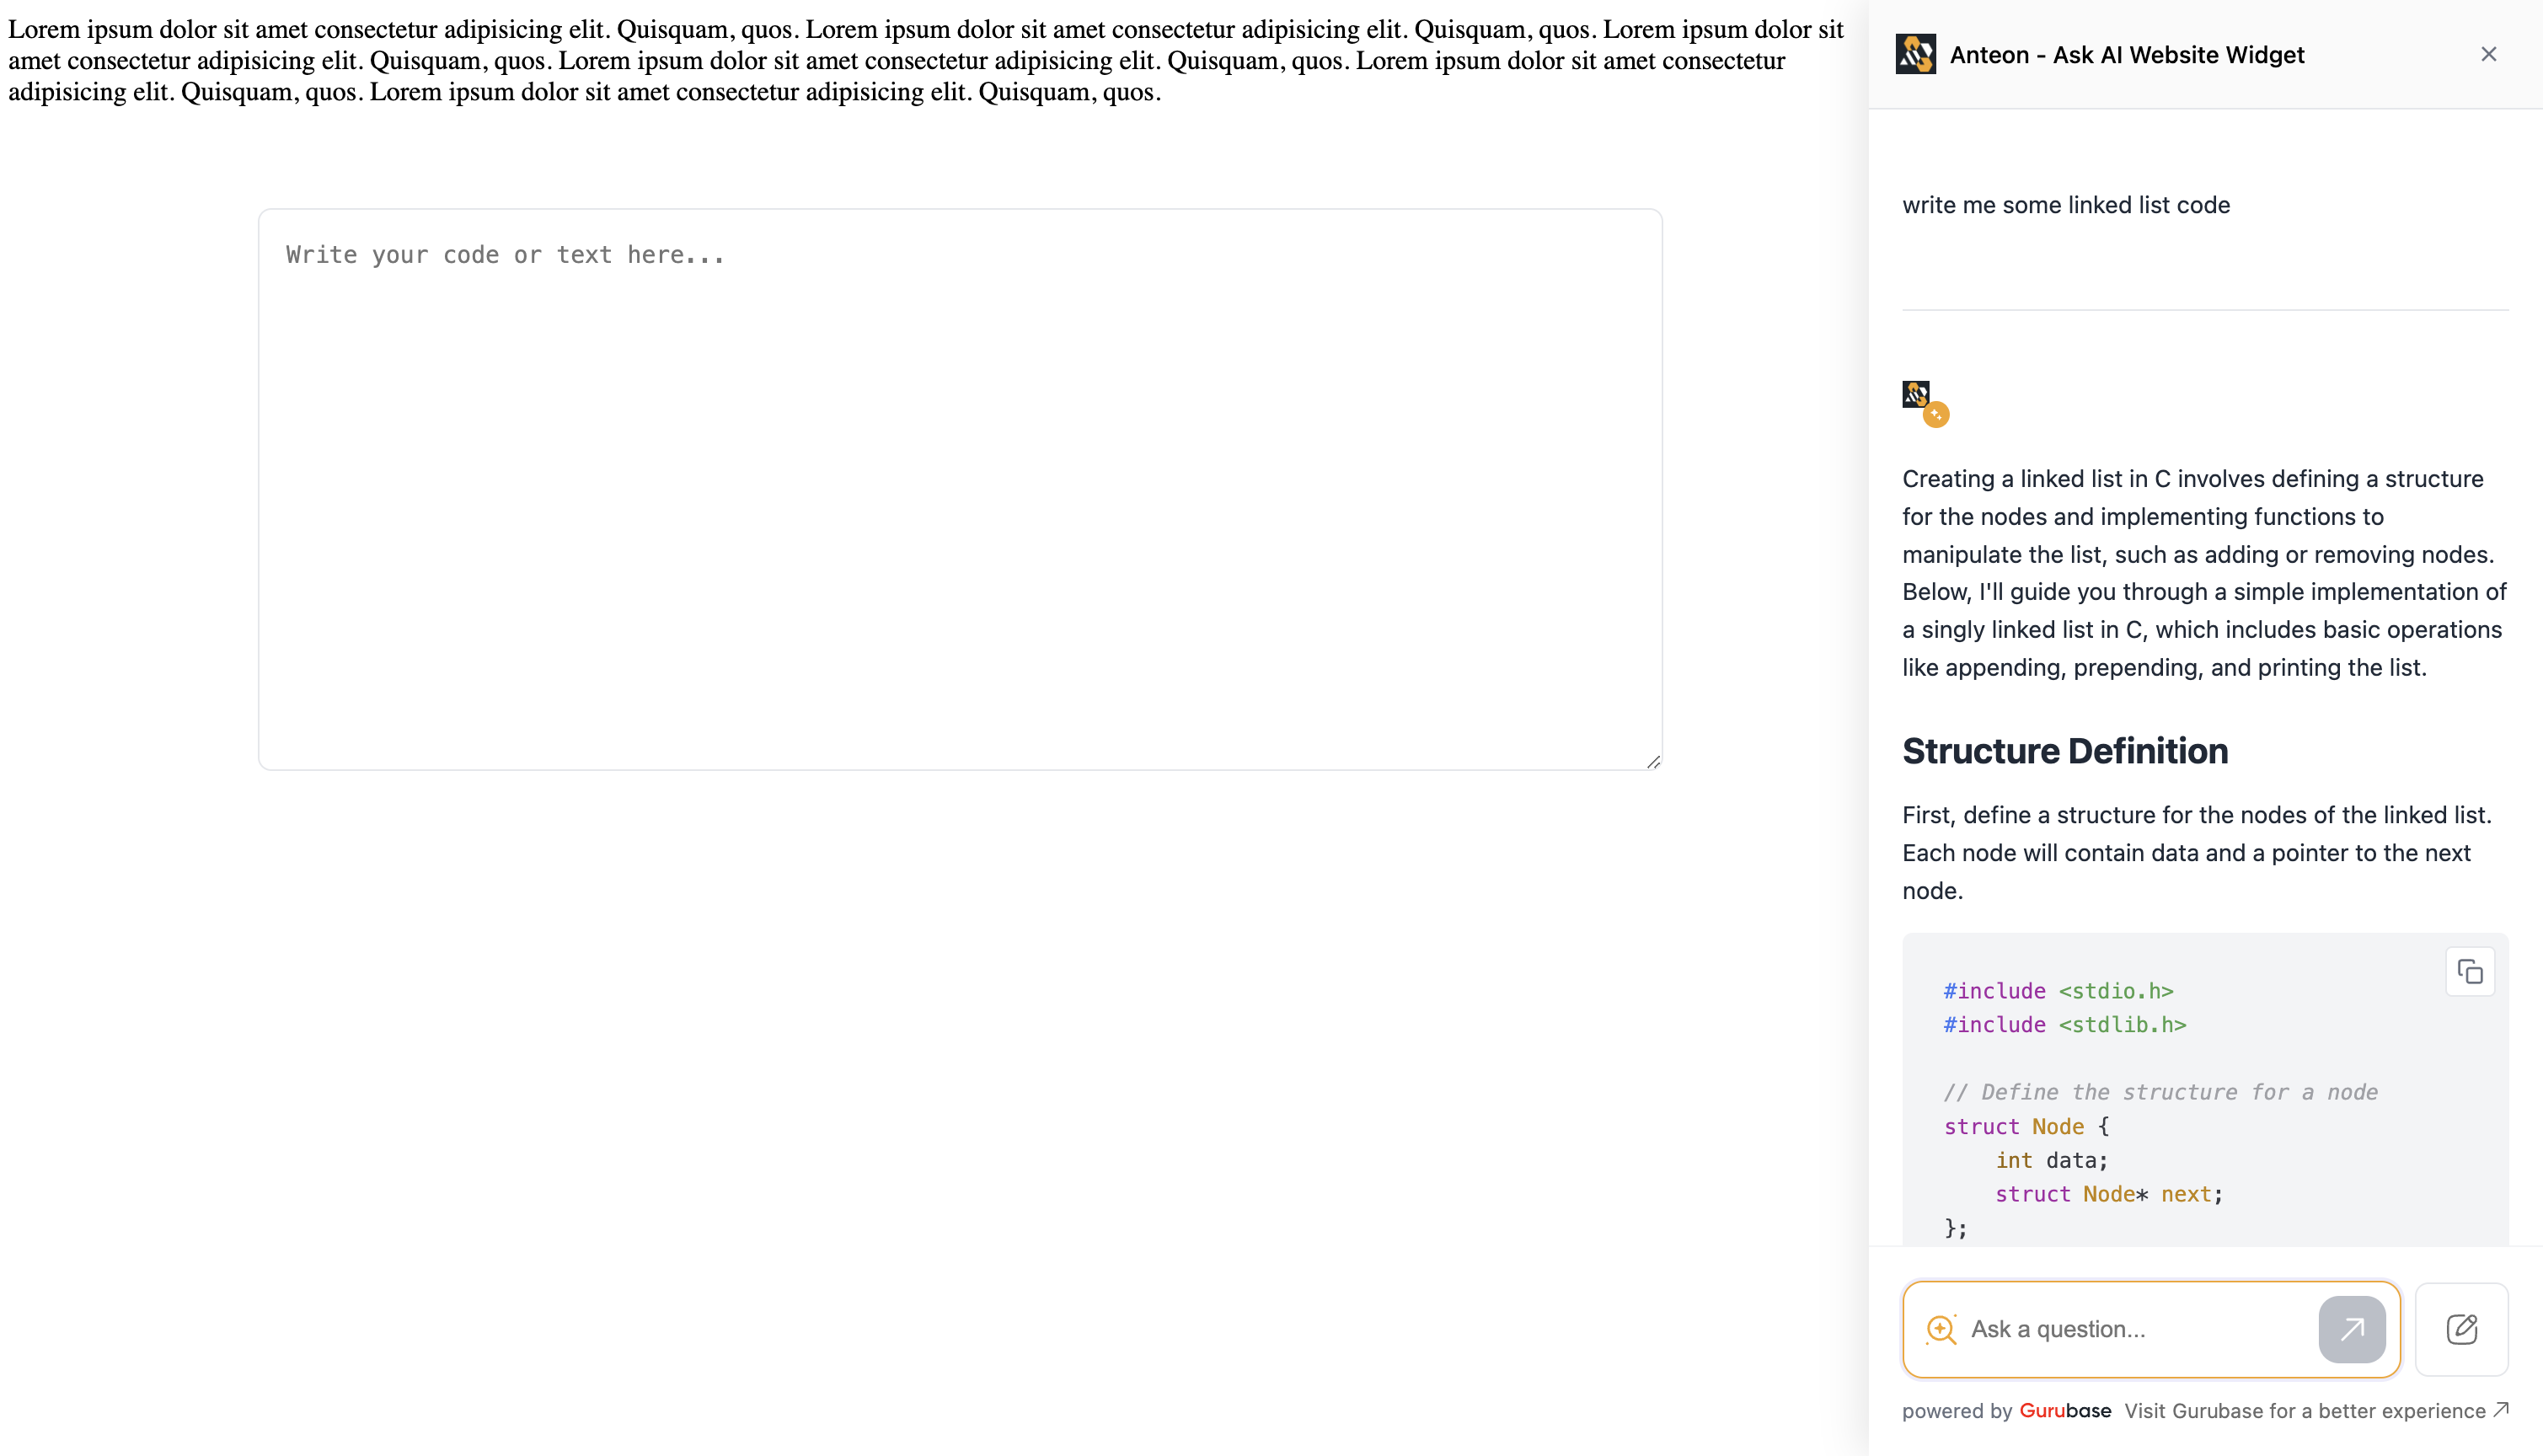 Lorem ipsum dolor sit amet consectetur adipisicing elit. Quisquam, quos. Lorem ipsum dolor sit amet consectetur adipisicing elit. Quisquam, quos. Lorem ipsum dolor sit
amet consectetur adipisicing elit. Quisquam, quos. Lorem ipsum dolor sit amet consectetur adipisicing elit. Quisquam, quos. Lorem ipsum dolor sit amet consectetur
adipisicing elit. Quisquam, quos. Lorem ipsum dolor sit amet consectetur adipisicing elit. Quisquam, quos.
Write your code or text here...
Anteon - Ask AI Website Widget
write me some linked list code
Creating a linked list in C involves defining a structure
for the nodes and implementing functions to
manipulate the list, such as adding or removing nodes.
Below, I'll guide you through a simple implementation of
a singly linked list in C, which includes basic operations
like appending, prepending, and printing the list.
Structure Definition
First, define a structure for the nodes of the linked list.
Each node will contain data and a pointer to the next
node.
#include <stdio.h>
#include <stdlib.h>
// Define the structure for a node
struct Node {
    int data;
    struct Node* next;
};
Ask a question...
powered by Gurubase Visit Gurubase for a better experience